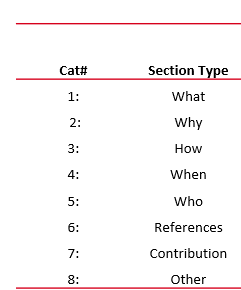 Cat# Section Type
1: What
2: Why
3: How
4: When
5: Who
6: References
7: Contribution
8: Other